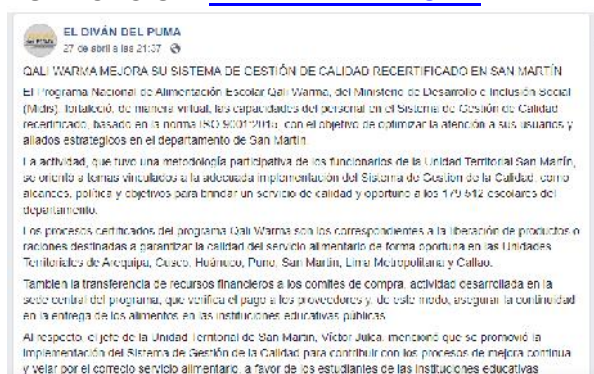 EL DIVÁN DEL PUMA
27 de abril a las 21:37
QALI WARMA MEJORA SU SISTEMA DE GESTIÓN DE CALIDAD RECERTIFICADO EN SAN MARTÍN
El Programa Nacional de Alimentación Escolar Qali Warma, del Ministerio de Desarrollo e Inclusión Social
(Midis), fortaleció, de manera virtual, las capacidades del personal en el Sistema de Gestión de Calidad
recertificado, basado en la norma ISO 9001:2015, con el objetivo de optimizar la atención a sus usuarios y
aliados estratégicos en el departamento de San Martín
La actividad, que tuvo una metodología participativa de los funcionarios de la Unidad Territorial San Martín,
se orientó a temas vinculados a la adecuada implementación del Sistema de Gestión de la Calidad, como
alcances, política y objetivos para brindar un servicio de calidad y oportuno a los 179 512 escolares del
departamento.
Los procesos certificados del programa Qali Warma son los correspondientes a la liberación de productos o
raciones destinadas a garantizar la calidad del servicio alimentario de forma oportuna en las Unidades
Territoriales de Arequipa, Cusco, Huánuco, Puno, San Martín, Lima Metropolitana y Callao.
También la transferencia de recursos financieros a los comités de compra, actividad desarrollada en la
sede central del programa, que verifica el pago a los proveedores y, de este modo, asegurar la continuidad
en la entrega de los alimentos en las instituciones educativas públicas
Al respecto, el jefe de la Unidad Territorial de San Martín, Víctor Julca, mencionó que se promovió la
implementación del Sistema de Gestión de la Calidad para contribuir con los procesos de mejora continua
y velar por el correcto servicio alimentario, a favor de los estudiantes de las instituciones educativas